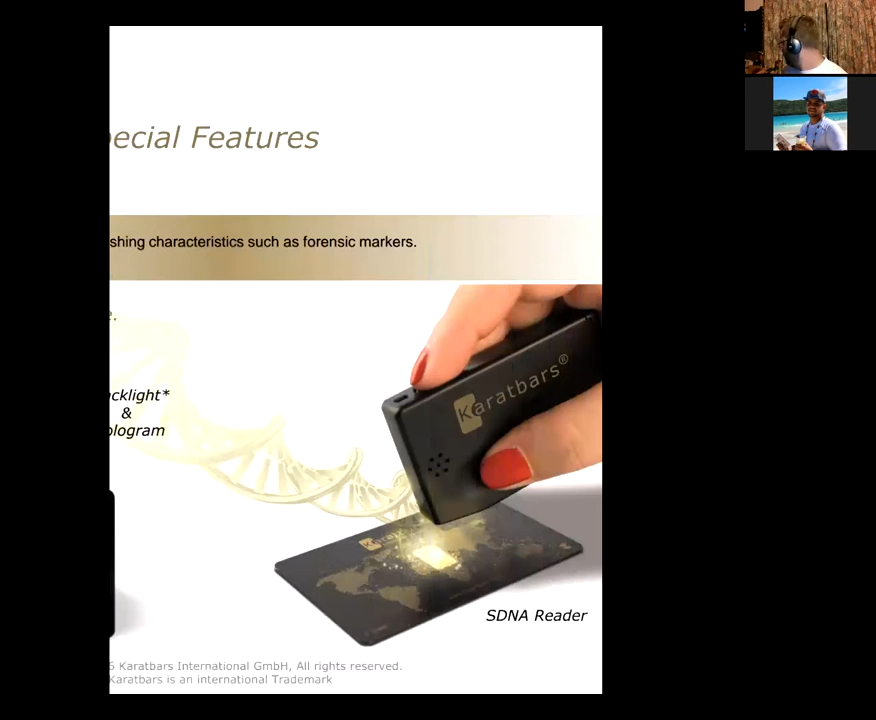 ecial Features
shing characteristics such as forensic markers.
e.
cklight*
&
ologram
Karatbars®
SDNA Reader
6 Karatbars International GmbH, All rights reserved.
Karatbars is an international Trademark